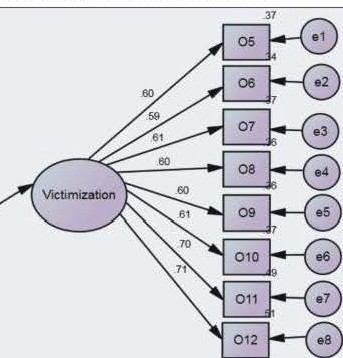 .37
O5 e1
.34
.60 O6 e2
.37
.59
.61 O7 e3
.36
.60 O8 e4
.36
Victimization .60 O9 e5
.37
.61 O10 e6
.49
.70 O11 e7
.51
.71 O12 e8